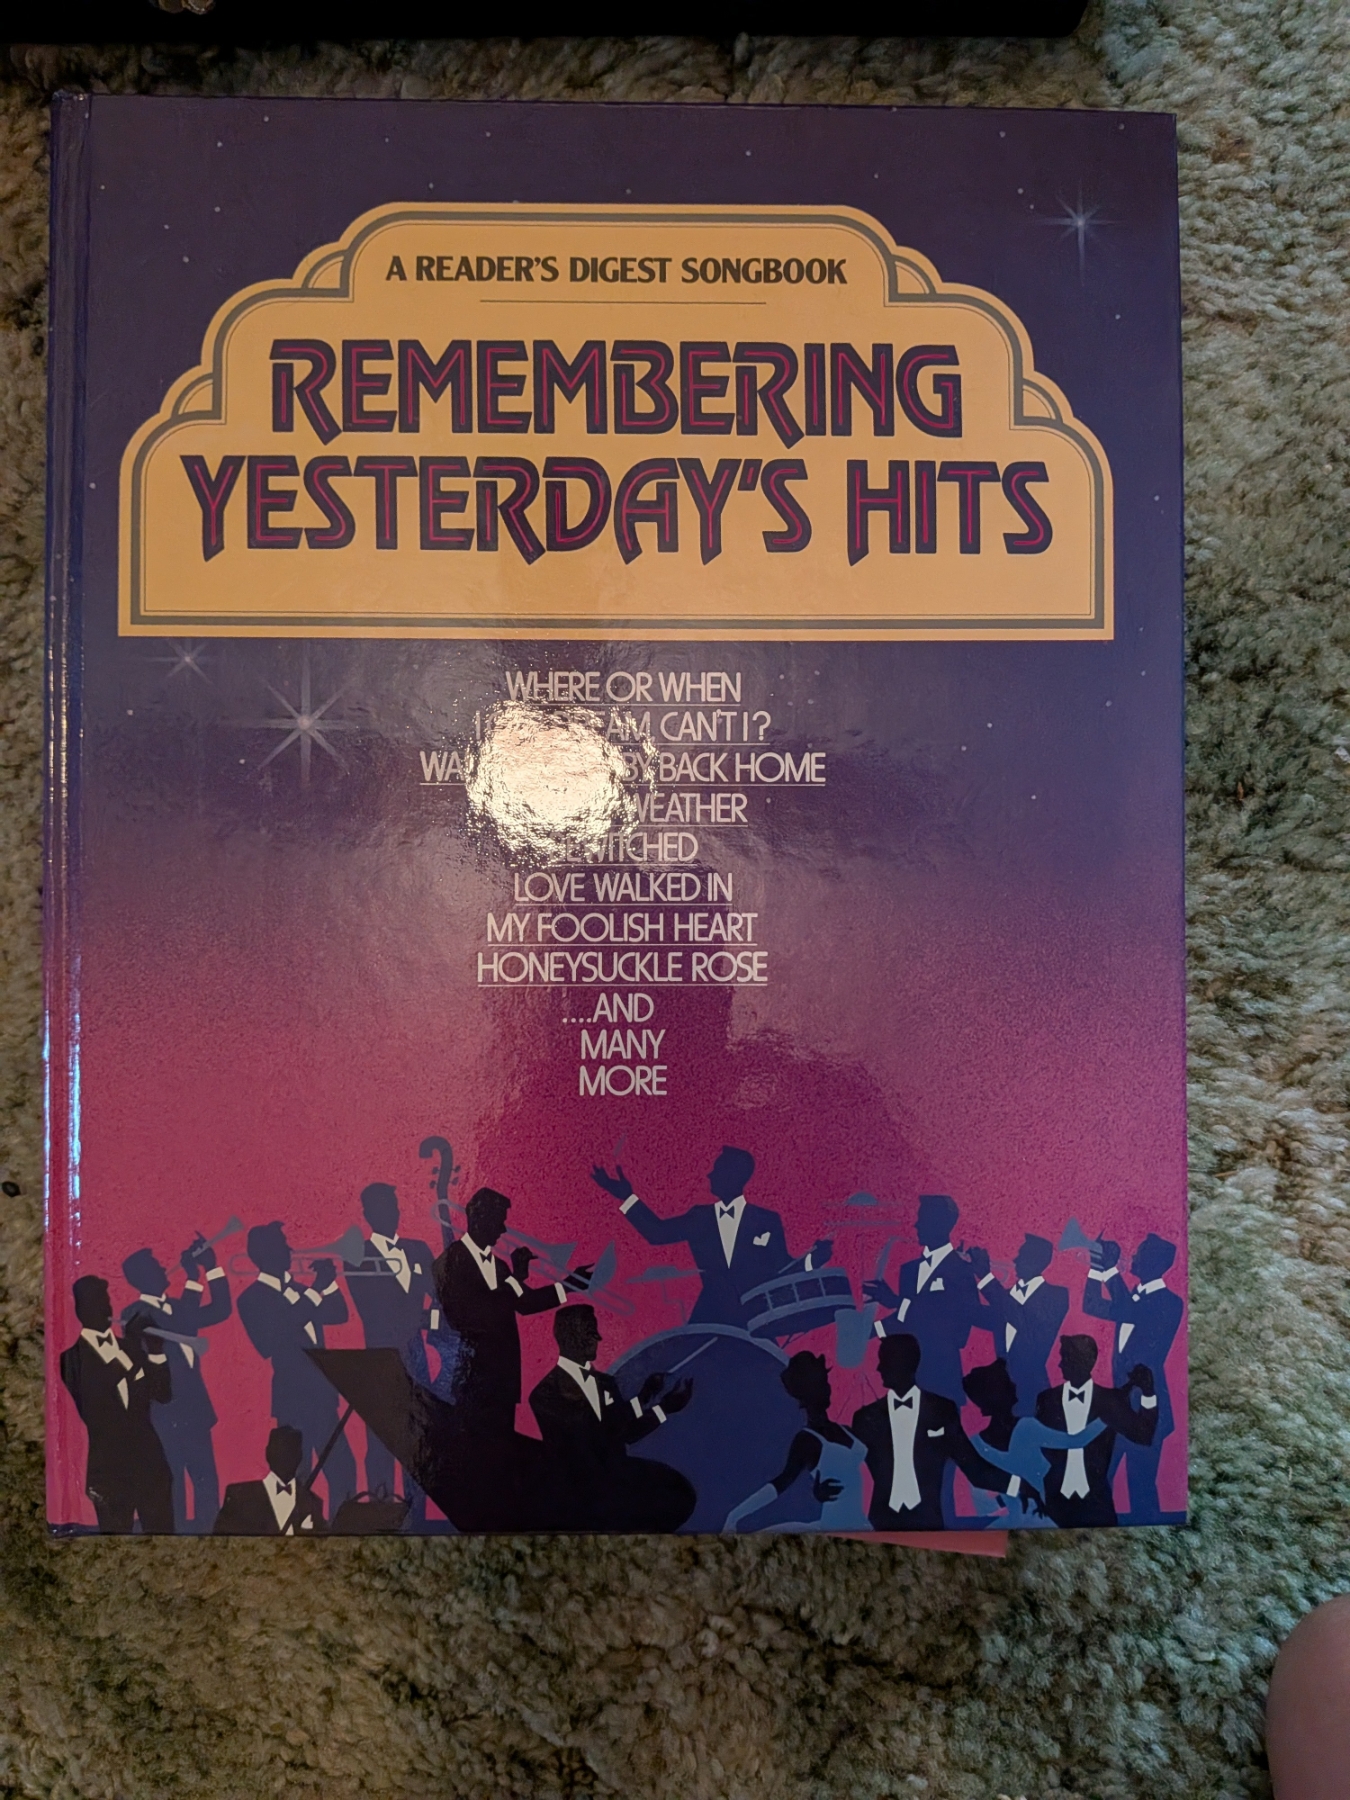 A READER'S DIGEST SONGBOOK
REMEMBERING
YESTERDAY'S HITS
WHERE OR WHEN
I CAN'T I?
BACK HOME
WEATHER
LOVE WALKED IN
MY FOOLISH HEART
HONEYSUCKLE ROSE
....AND
MANY
MORE